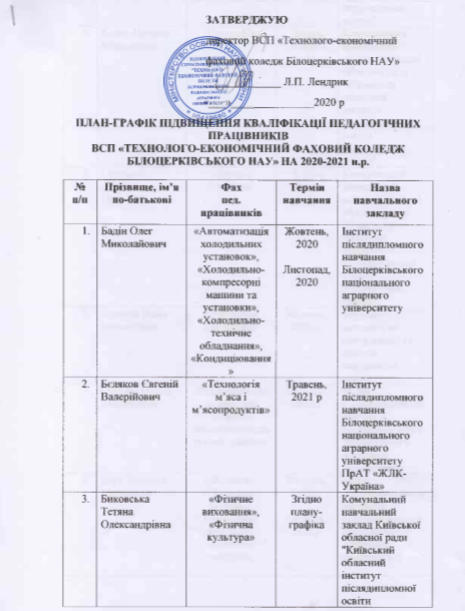 ЗАТВЕРДЖУЮ
директор ВСП «Технолого-економічний
фаховий коледж Білоцерківського НАУ»
Л.П. Лендрик
2020 р
ПЛАН-ГРАФІК ПІДВИЩЕННЯ КВАЛІФІКАЦІЇ ПЕДАГОГІЧНИХ
ПРАЦІВНИКІВ
ВСП «ТЕХНОЛОГО-ЕКОНОМІЧНИЙ ФАХОВИЙ КОЛЕДЖ
БІЛОЦЕРКІВСЬКОГО НАУ» НА 2020-2021 н.р.
№
п/п
Прізвище, ім'я
по-батькові
Фах
пед.
працівників
Термін
навчання
Назва
навчального
закладу
1.
Бадін Олег
Миколайович
«Автоматизація
холодильних
установок»,
«Холодильно-
компресорні
машини та
установки»,
«Холодильно-
технічне
обладнання»,
«Кондиціювання
»
Жовтень,
2020
Листопад,
2020
Інститут
післядипломного
навчання
Білоцерківського
національного
аграрного
університету
2.
Бєляков Євгеній
Валерійович
«Технологія
м'яса і
м'ясопродуктів»
Травень,
2021 р
Інститут
післядипломного
навчання
Білоцерківського
національного
аграрного
університету
ПрАТ «ЖЛК-
Україна»
3.
Биковська
Тетяна
Олександрівна
«Фізичне
виховання»,
«Фізична
культура»
Згідно
плану-
графіка
Комунальний
навчальний
заклад Київської
обласної ради
"Київський
обласний
інститут
післядипломної
освіти